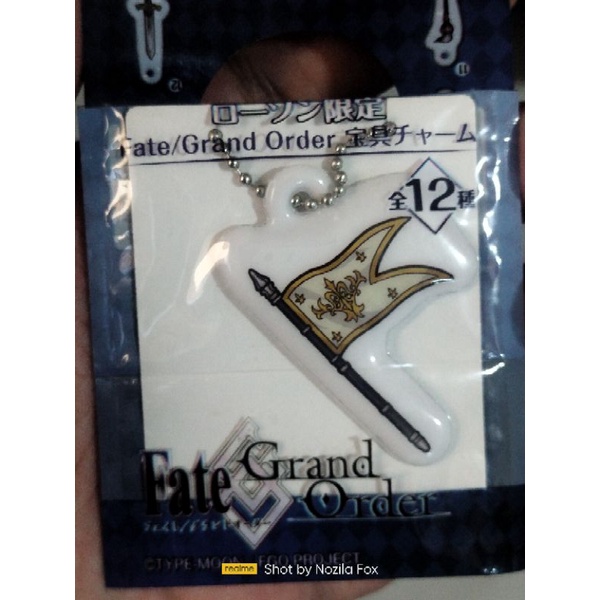 ローソン限定
Fate/Grand Order 宝具チャーム
全12種
Fate
Grand
Order
©TYPE-MOON FGO PROJECT
realme Shot by Nozila Fox